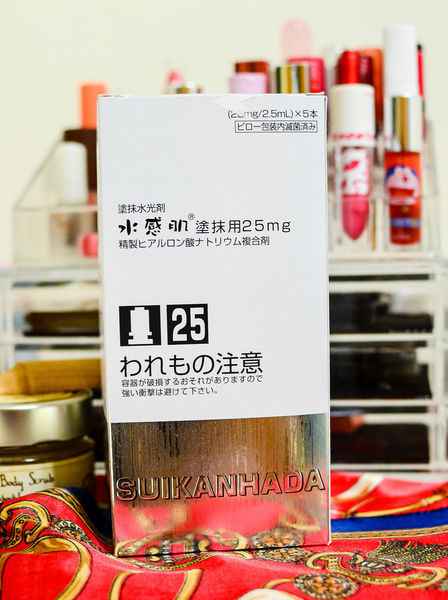 (25mg/2.5mL)×5本
ピロー包装内滅菌済み
塗抹水光剤
水感肌®塗抹用25mg
精製ヒアルロン酸ナトリウム複合剤
25
われもの注意
容器が破損するおそれがありますので
強い衝撃は避けて下さい。
SUIKANHADA
Body Scrub